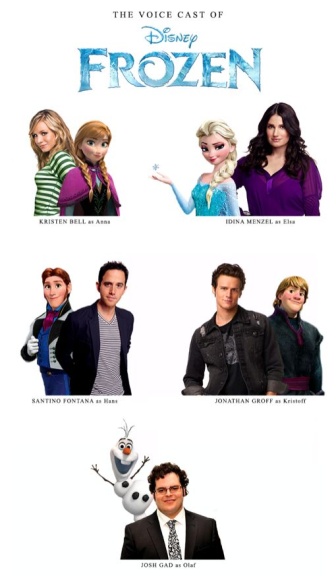 THE VOICE CAST OF
Disney
FROZEN
KRISTEN BELL as Anna
IDINA MENZEL as Elsa
SANTINO FONTANA as Hans
JONATHAN GROFF as Kristoff
JOSH GAD as Olaf